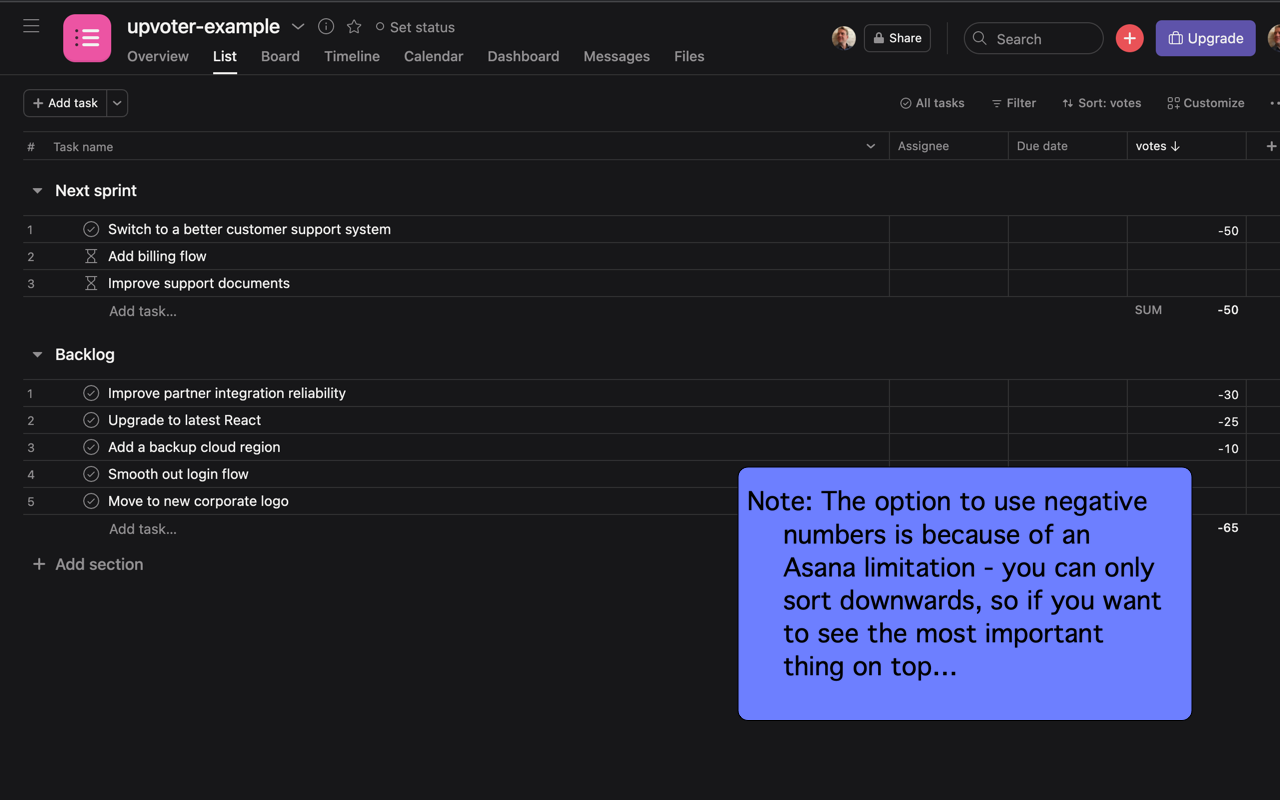 upvoter-example
Set status
Share
Search
Upgrade
Overview
List
Board
Timeline
Calendar
Dashboard
Messages
Files
+ Add task
All tasks
Filter
Sort: votes
Customize
# Task name
Assignee
Due date
votes ↓
+
Next sprint
1 Switch to a better customer support system -50
2 Add billing flow
3 Improve support documents
Add task... SUM -50
Backlog
1 Improve partner integration reliability -30
2 Upgrade to latest React -25
3 Add a backup cloud region -10
4 Smooth out login flow
5 Move to new corporate logo
Add task... -65
+ Add section
Note: The option to use negative
numbers is because of an
Asana limitation - you can only
sort downwards, so if you want
to see the most important
thing on top...